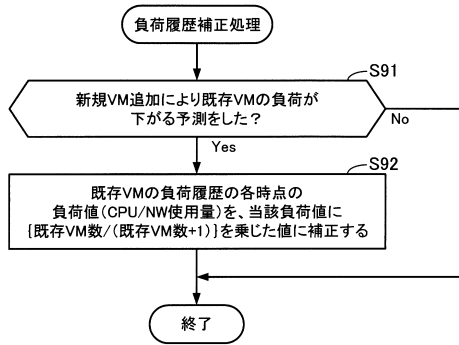 負荷履歴補正処理
S91
新規VM追加により既存VMの負荷が
下がる予測をした?
No
Yes
S92
既存VMの負荷履歴の各時点の
負荷値(CPU/NW使用量)を、当該負荷値に
{既存VM数/(既存VM数+1)}を乗じた値に補正する
終了